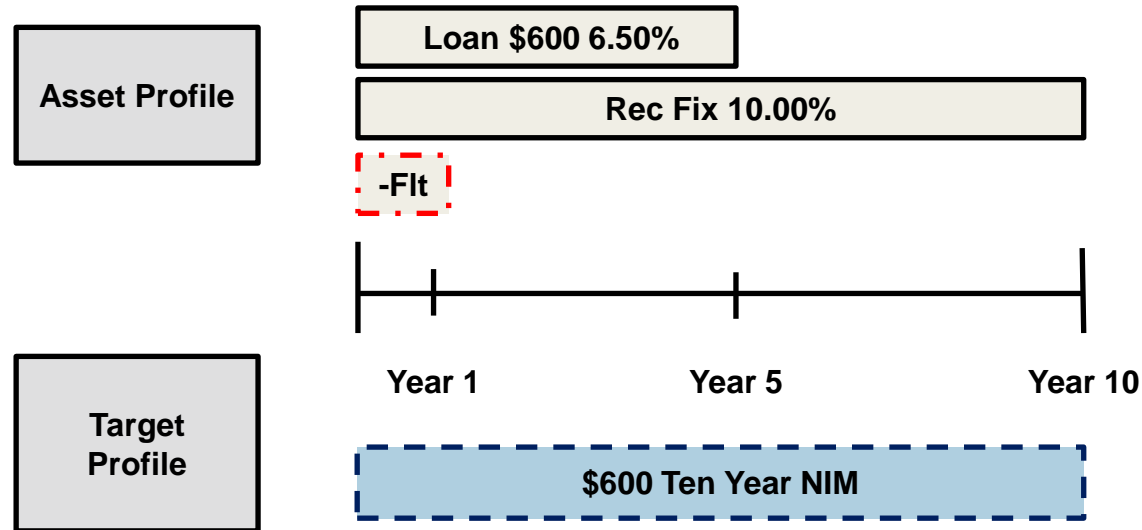 Asset Profile
Loan $600 6.50%
Rec Fix 10.00%
-Flt
Year 1
Year 5
Year 10
Target
Profile
$600 Ten Year NIM